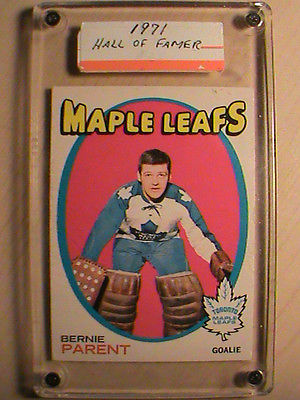 1971
HALL OF FAMER
MAPLE LEAFS
TORONTO
MAPLE
LEAFS
BERNIE
PARENT
GOALIE